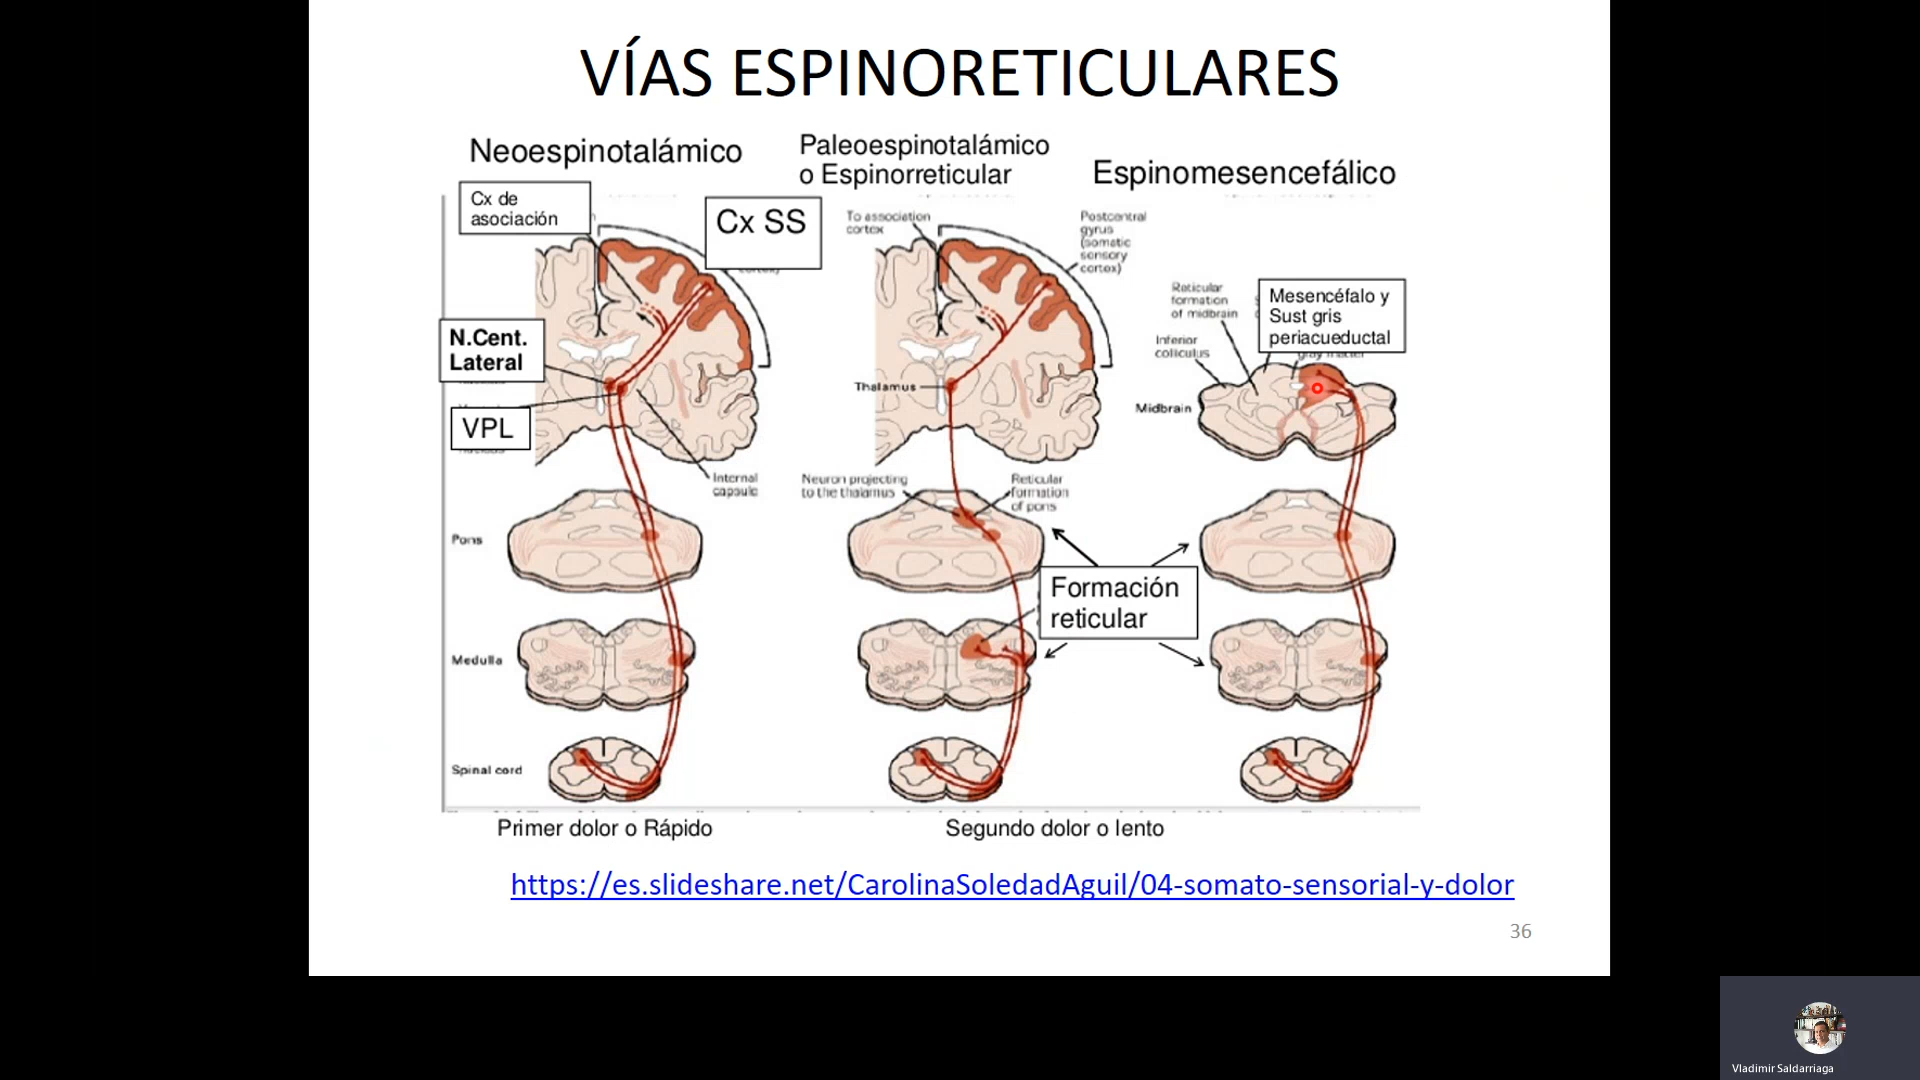 VÍAS ESPINORETICULARES
Neoespinotalámico
Paleoespinotalámico
o Espinorreticular
Espinomesencefálico
Cx de
asociación
Cx SS
N.Cent.
Lateral
VPL
Internal
capsule
Pons
Medulla
Spinal cord
To association
cortex
Postcentral
gyrus
(somatic
sensory
cortex)
Thalamus
Neuron projecting
to the thalamus
Reticular
formation
of pons
Formación
reticular
Reticular
formation
of midbrain
Mesencéfalo y
Sust gris
periacueductal
gray matter
Inferior
colliculus
Midbrain
Primer dolor o Rápido
Segundo dolor o lento
https://es.slideshare.net/CarolinaSoledadAguil/04-somato-sensorial-y-dolor
36
Vladimir Saldarriaga